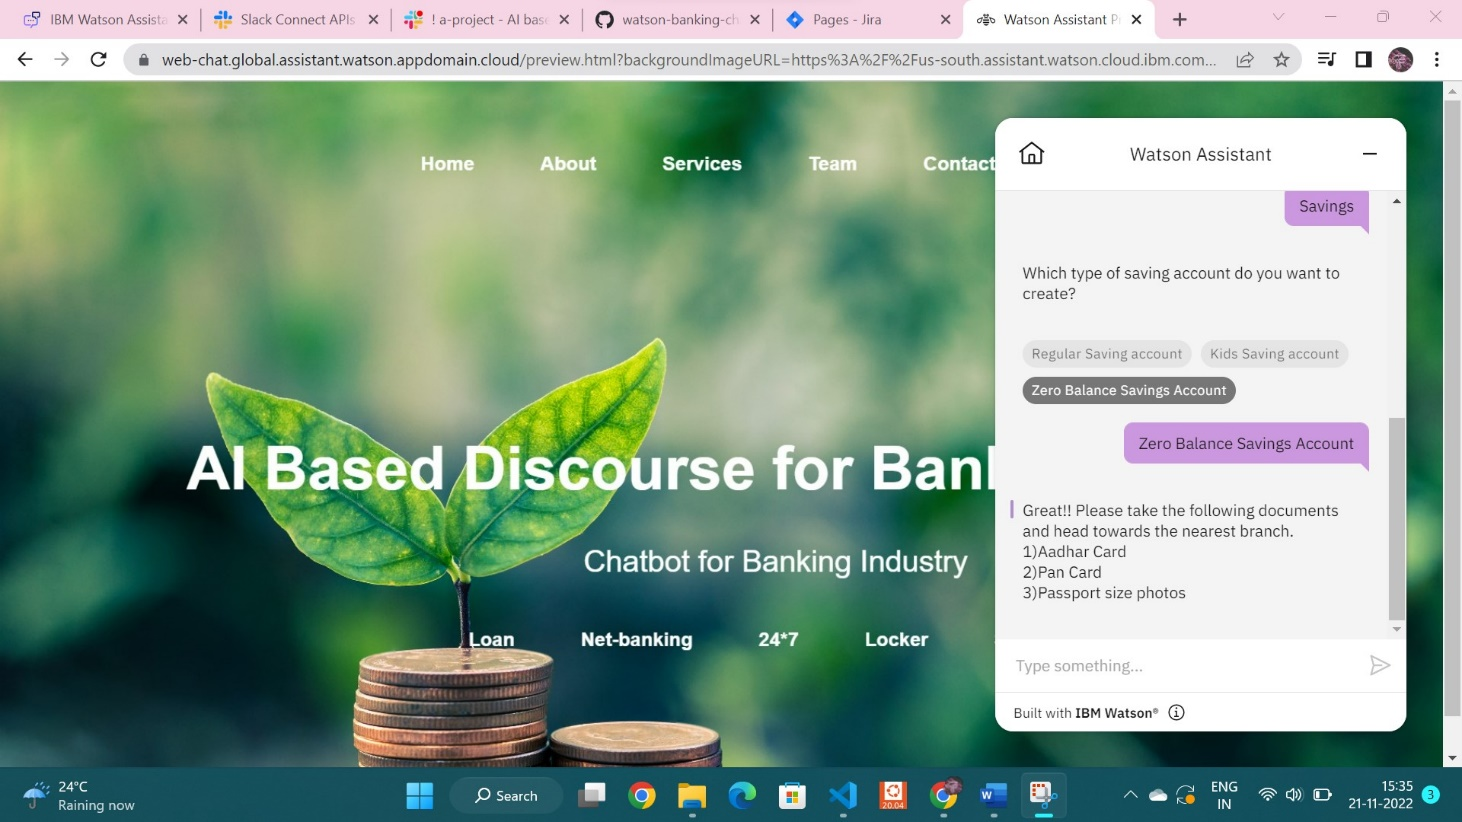 IBM Watson Assista
Slack Connect APIs
! a-project - AI base
watson-banking-ch
Pages - Jira
Watson Assistant P
web-chat.global.assistant.watson.appdomain.cloud/preview.html?backgroundImageURL=https%3A%2F%2Fus-south.assistant.watson.cloud.ibm.com...
Home About Services Team Contact
AI Based Discourse for Ban
Chatbot for Banking Industry
Loan Net-banking 24*7 Locker
Watson Assistant
Savings
Which type of saving account do you want to
create?
Regular Saving account Kids Saving account
Zero Balance Savings Account
Zero Balance Savings Account
Great!! Please take the following documents
and head towards the nearest branch.
1)Aadhar Card
2)Pan Card
3)Passport size photos
Type something...
Built with IBM Watson®
24°C
Raining now
Search
20.04
ENG
IN
15:35
21-11-2022
3